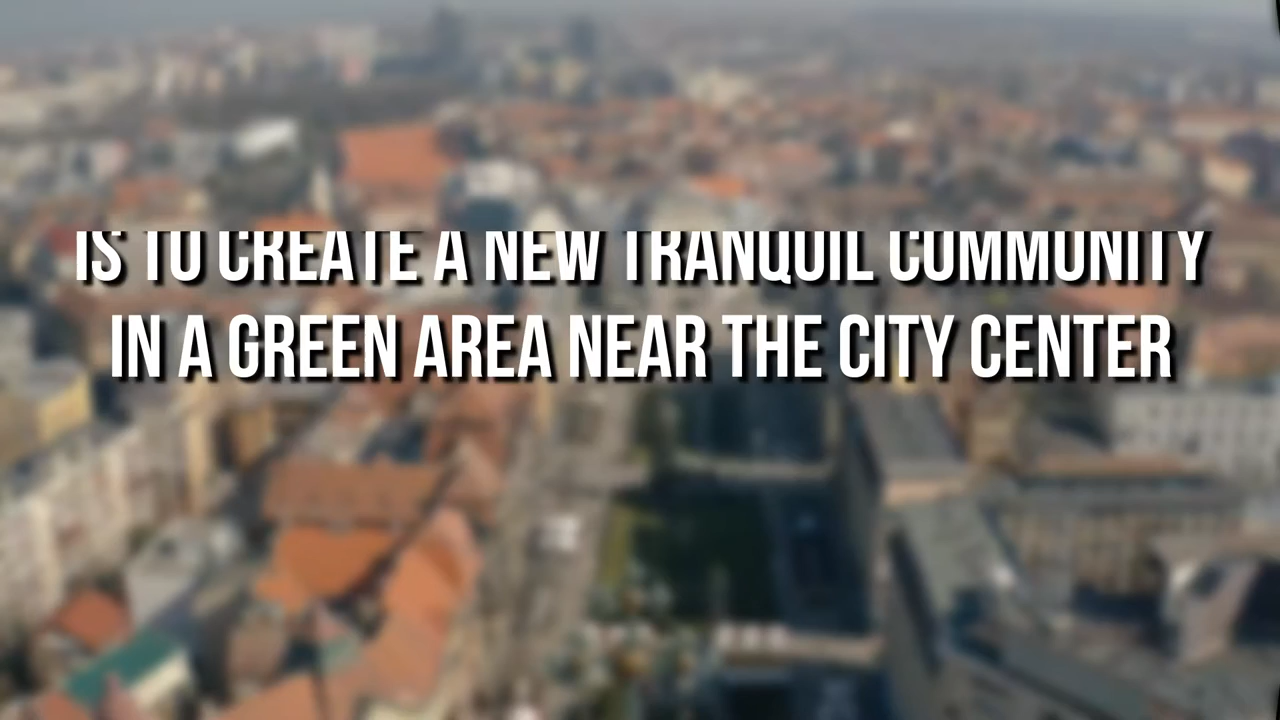 IS TO CREATE A NEW TRANQUIL COMMUNITY
IN A GREEN AREA NEAR THE CITY CENTER